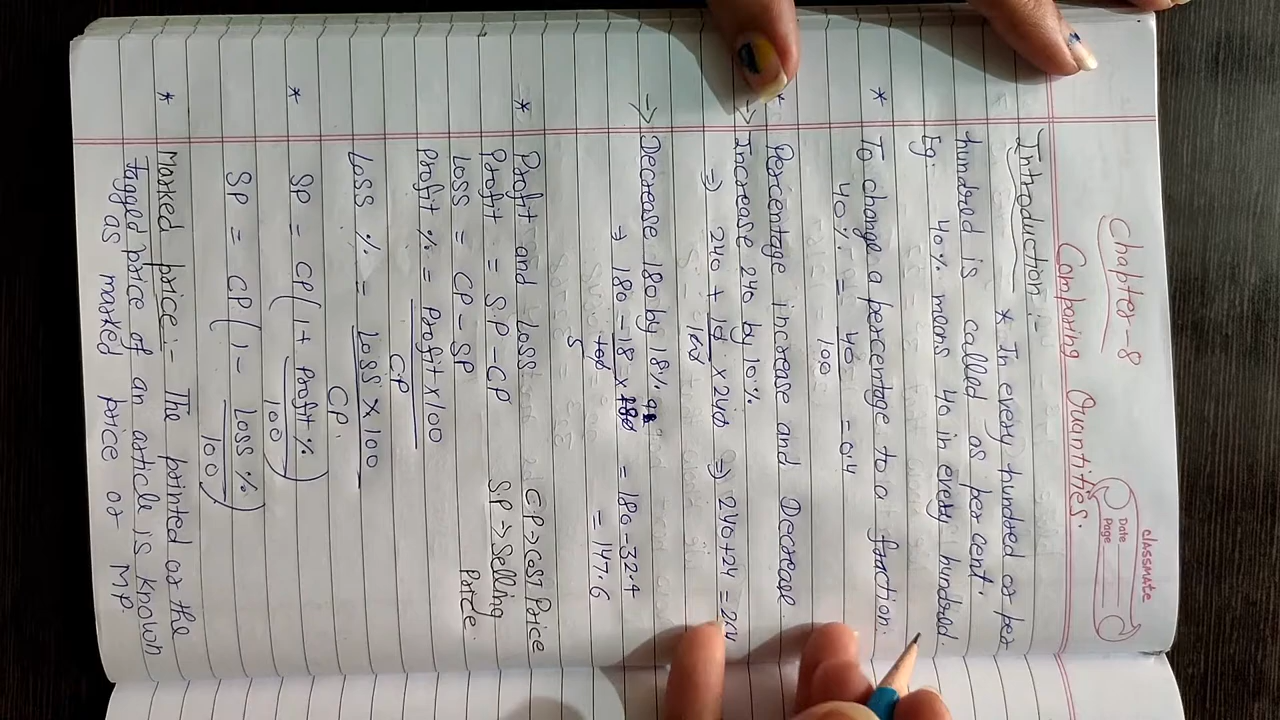 classmate
Date
Page
Chapter-8
Comparing Quantities.
Introduction :- * In every hundred or per
hundred is called as per cent.
Eg: 40% means 40 in every hundred.
* To change a percentage to a fraction.
40% = 40/100 = 0.4
* Percentage increase and Decrease.
→ Increase 240 by 10%
⇒ 240 + 10/100 × 240 ⇒ 240+24 = 264
→ Decrease 180 by 18%
⇒ 180 - 18/100 × 180 = 180 - 32.4
5
= 147.6
* Profit and Loss CP → Cost Price
Profit = S.P - CP S.P → Selling
Loss = CP - SP Price.
Profit % = Profit × 100 / CP
Loss % = Loss × 100 / CP.
* SP = CP (1 + Profit % / 100)
SP = CP (1 - Loss % / 100)
* Marked price :- The printed or the
tagged price of an article is known
as marked price or MP.